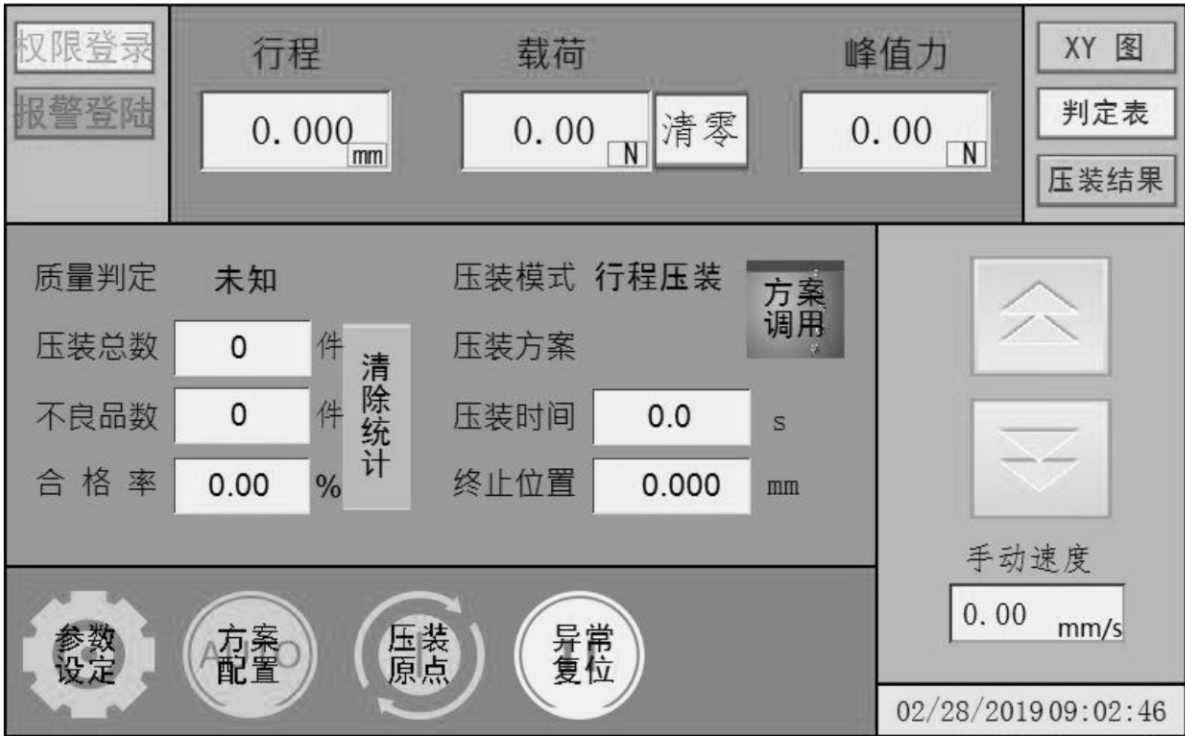 权限登录
报警登陆
行程
0.000 mm
载荷
0.00 N
清零
峰值力
0.00 N
XY 图
判定表
压装结果
质量判定 未知
压装总数 0 件
不良品数 0 件
合格率 0.00 %
清除统计
压装模式 行程压装
压装方案
压装时间 0.0 s
终止位置 0.000 mm
方案
调用
手动速度
0.00 mm/s
参数
设定
AUTO
方案
配置
压装
原点
异常
复位
02/28/2019 09:02:46